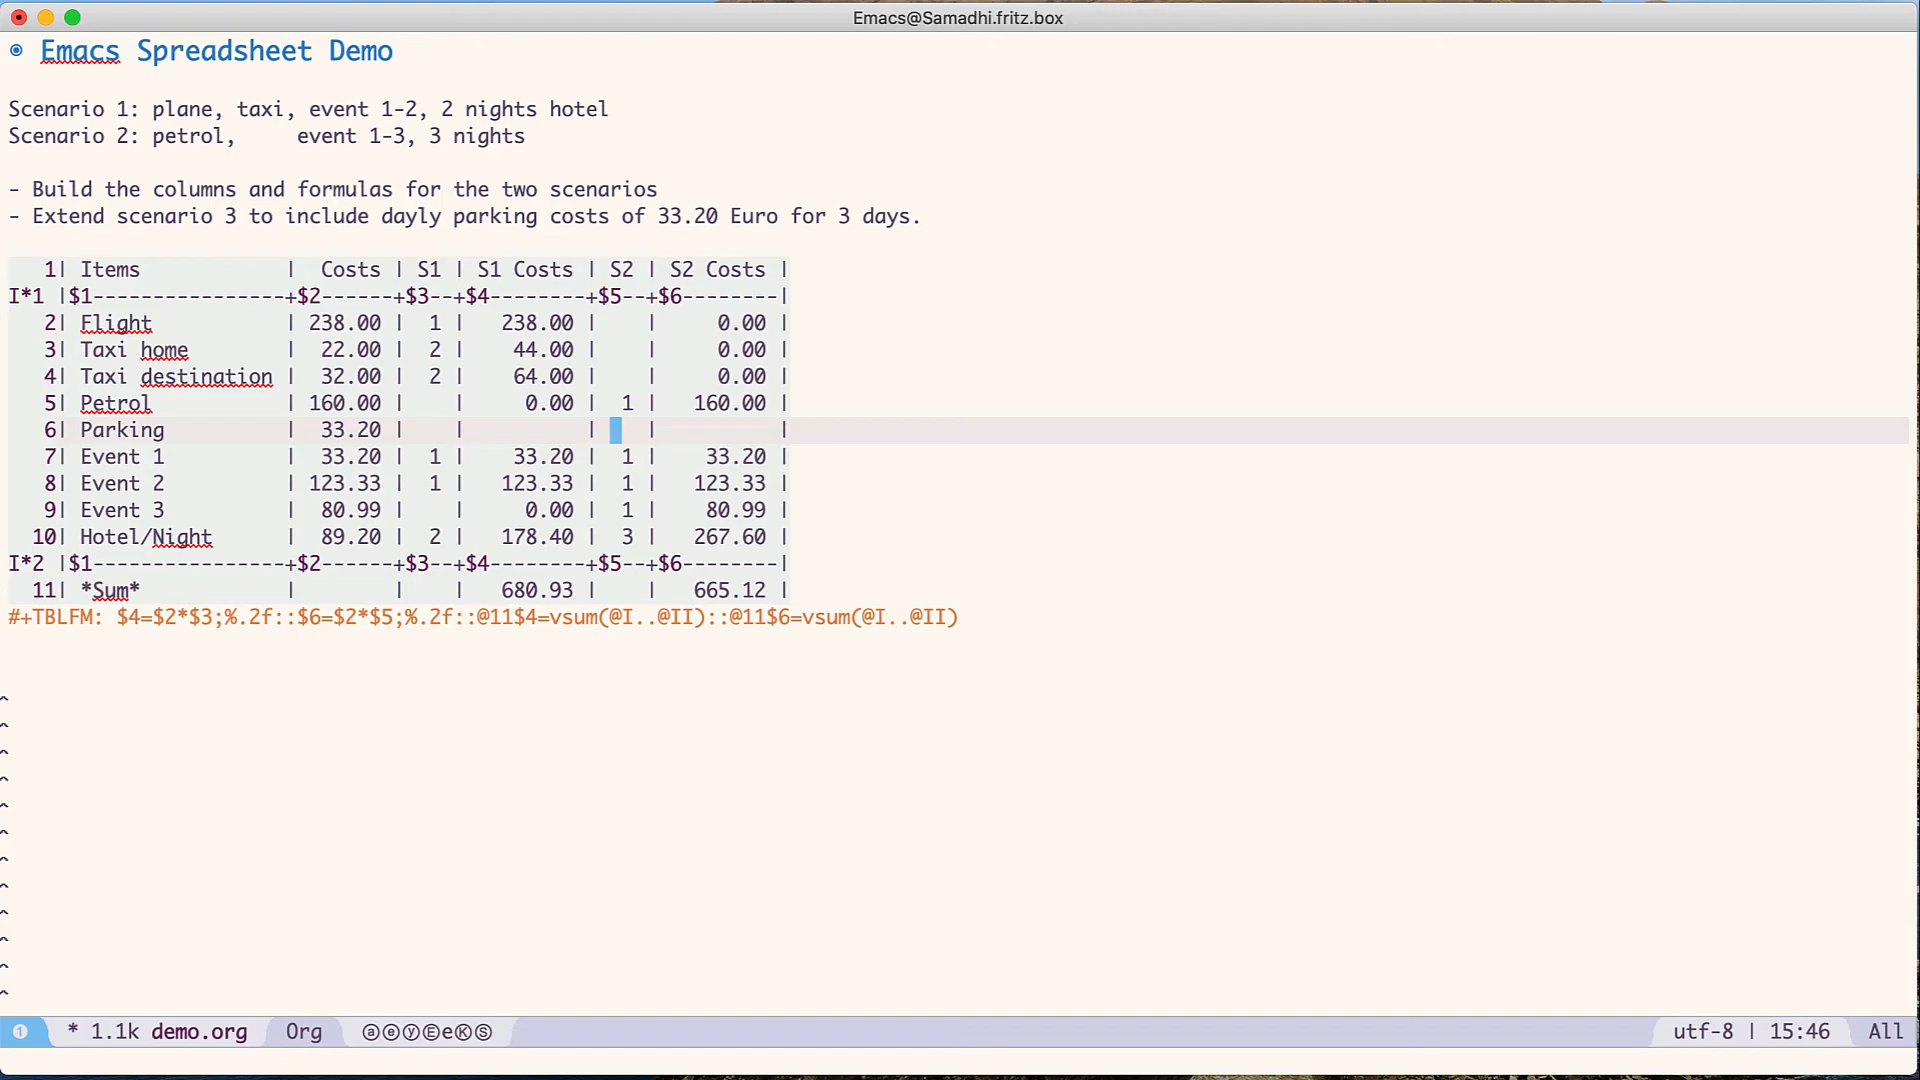 Emacs@Samadhi.fritz.box
Emacs Spreadsheet Demo
Scenario 1: plane, taxi, event 1-2, 2 nights hotel
Scenario 2: petrol,     event 1-3, 3 nights
- Build the columns and formulas for the two scenarios
- Extend scenario 3 to include dayly parking costs of 33.20 Euro for 3 days.
   1| Items            |  Costs | S1 | S1 Costs | S2 | S2 Costs |
I*1 |$1----------------+$2------+$3--+$4--------+$5--+$6--------|
   2| Flight           | 238.00 |  1 |   238.00 |    |     0.00 |
   3| Taxi home        |  22.00 |  2 |    44.00 |    |     0.00 |
   4| Taxi destination |  32.00 |  2 |    64.00 |    |     0.00 |
   5| Petrol           | 160.00 |    |     0.00 |  1 |   160.00 |
   6| Parking          |  33.20 |    |          |    |          |
   7| Event 1          |  33.20 |  1 |    33.20 |  1 |    33.20 |
   8| Event 2          | 123.33 |  1 |   123.33 |  1 |   123.33 |
   9| Event 3          |  80.99 |    |     0.00 |  1 |    80.99 |
  10| Hotel/Night      |  89.20 |  2 |   178.40 |  3 |   267.60 |
I*2 |$1----------------+$2------+$3--+$4--------+$5--+$6--------|
  11| *Sum*            |        |    |   680.93 |    |   665.12 |
#+TBLFM: $4=$2*$3;%.2f::$6=$2*$5;%.2f::@11$4=vsum(@I..@II)::@11$6=vsum(@I..@II)
~
~
~
~
~
~
~
~
~
~
~
~
❶ * 1.1k demo.org Org ⓐⓔⓨⒺeⓀⓈ utf-8 | 15:46 All